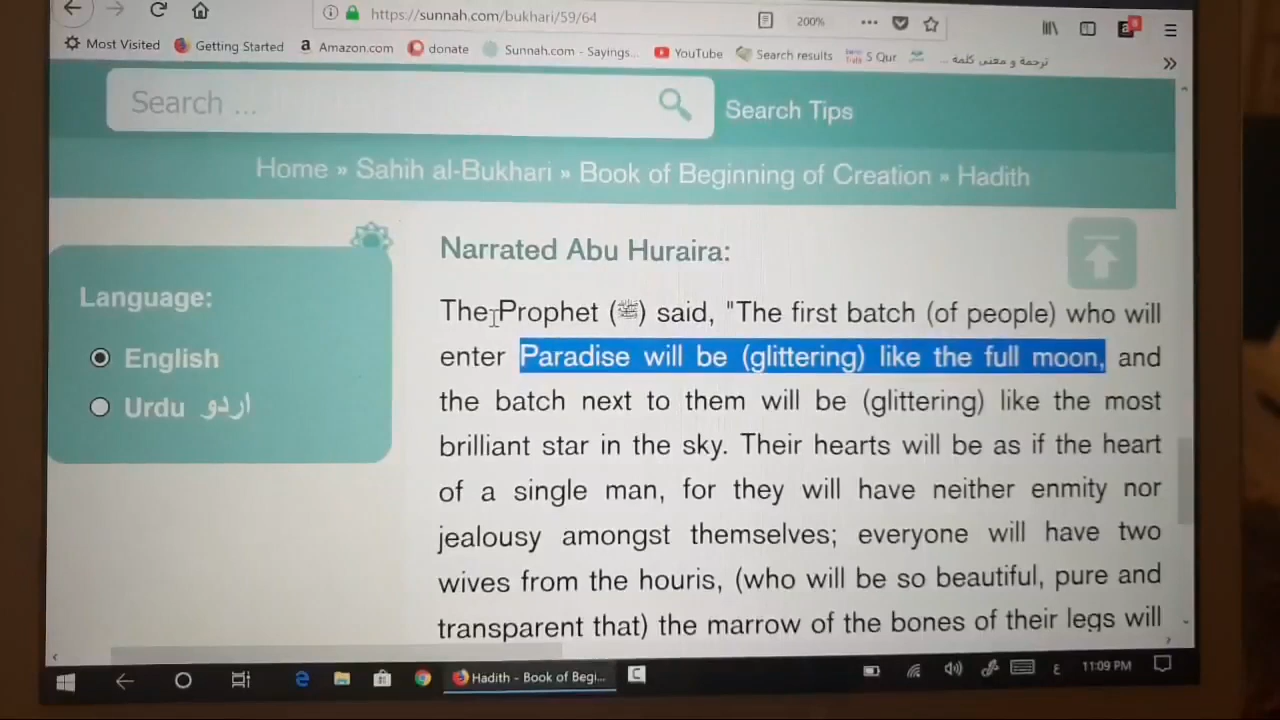 https://sunnah.com/bukhari/59/64
200%
Most Visited
Getting Started
Amazon.com
donate
Sunnah.com - Sayings...
YouTube
Search results
5 Qur
ترجمة و معنى كلمة ...
Search ...
Search Tips
Home » Sahih al-Bukhari » Book of Beginning of Creation » Hadith
Language:
English
Urdu اردو
Narrated Abu Huraira:
The Prophet (ﷺ) said, "The first batch (of people) who will
enter Paradise will be (glittering) like the full moon, and
the batch next to them will be (glittering) like the most
brilliant star in the sky. Their hearts will be as if the heart
of a single man, for they will have neither enmity nor
jealousy amongst themselves; everyone will have two
wives from the houris, (who will be so beautiful, pure and
transparent that) the marrow of the bones of their legs will
Hadith - Book of Begi...
ع
11:09 PM